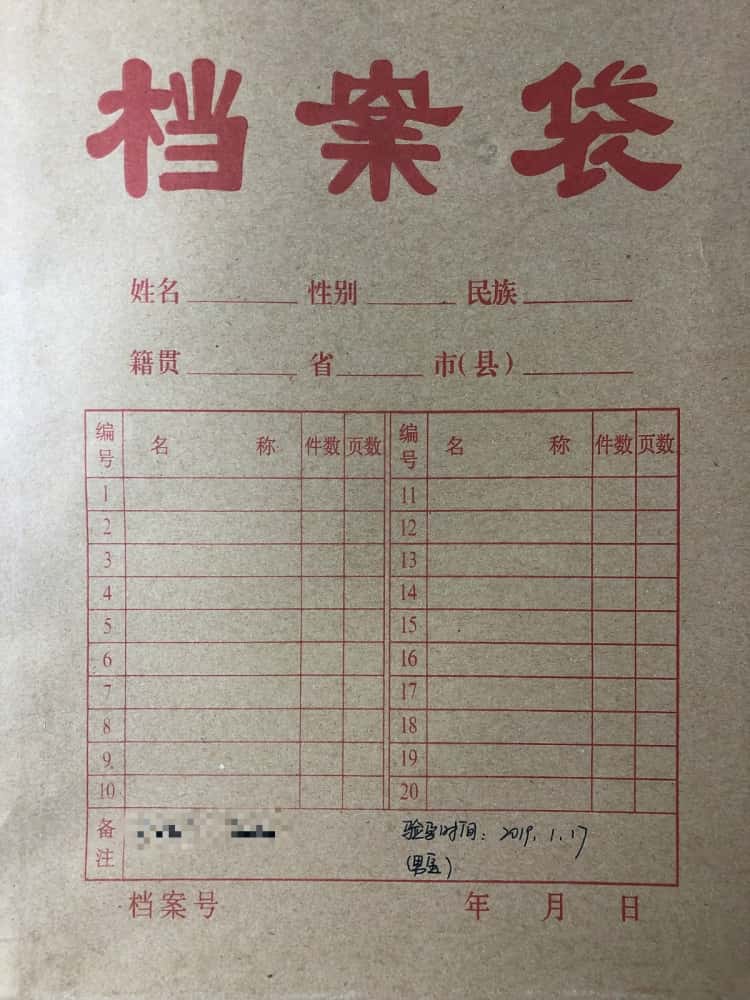 档案袋
姓名 性别 民族
籍贯 省 市(县)
编号 名称 件数 页数 编号 名称 件数 页数
1 11
2 12
3 13
4 14
5 15
6 16
7 17
8 18
9 19
10 20
备注 时间: 2019.1.17
档案号 年 月 日